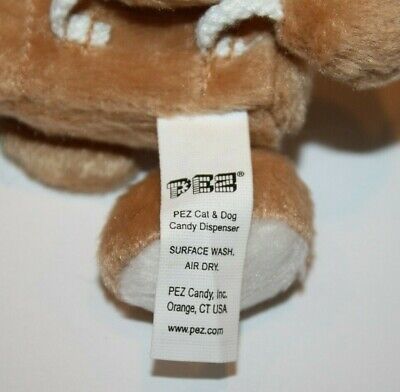 PEZ®
PEZ Cat & Dog
Candy Dispenser
SURFACE WASH.
AIR DRY.
PEZ Candy, Inc.
Orange, CT USA
www.pez.com